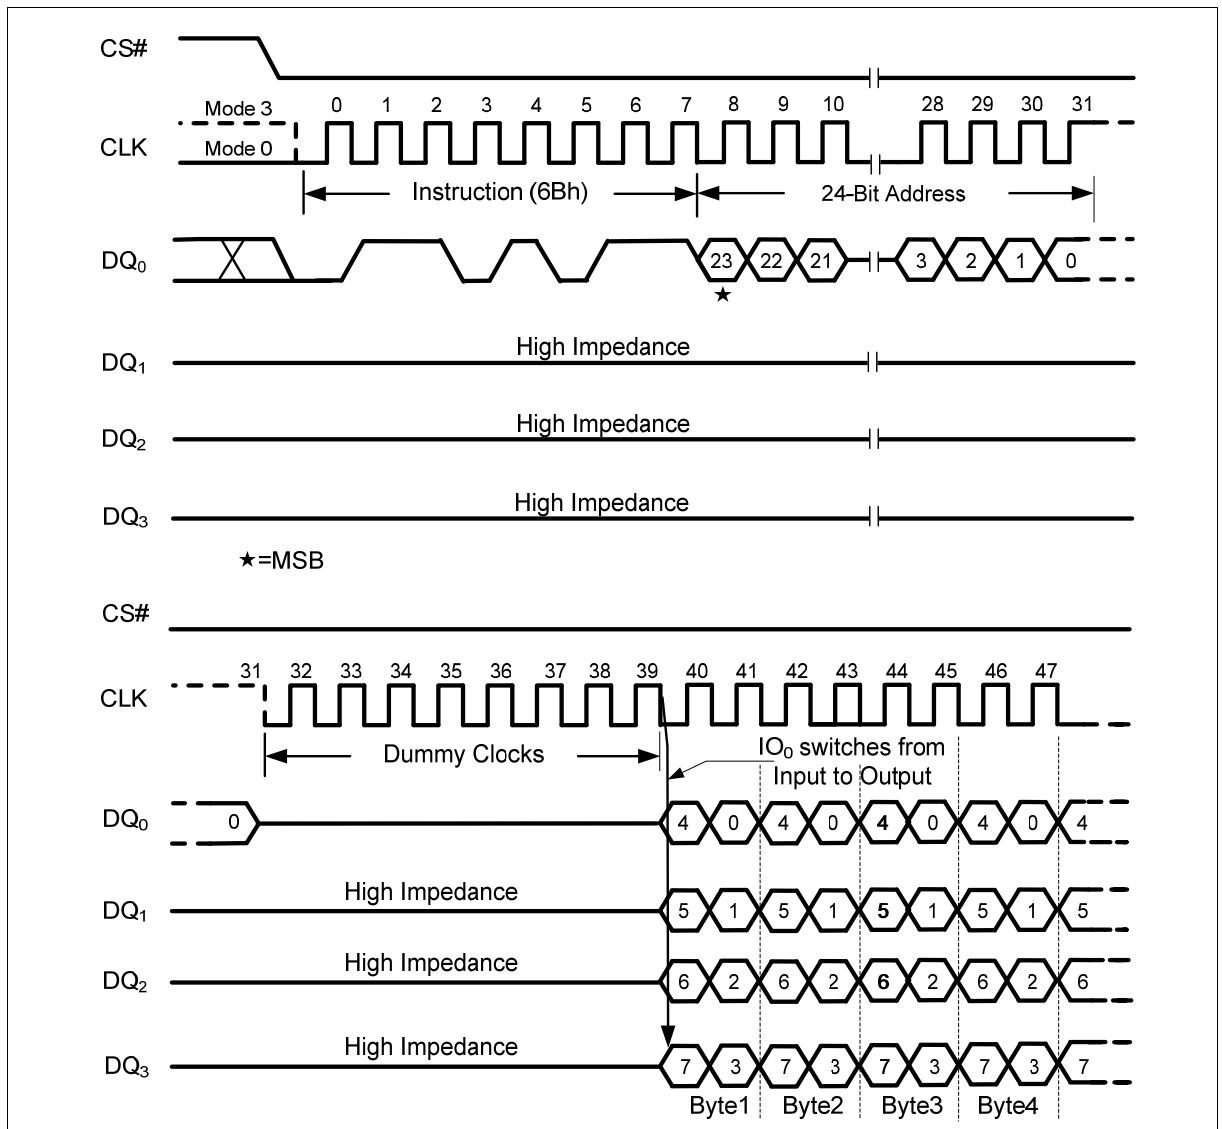 CS#
Mode 3
0 1 2 3 4 5 6 7 8 9 10 28 29 30 31
CLK
Mode 0
Instruction (6Bh)
24-Bit Address
DQ0
23 22 21 3 2 1 0
★
High Impedance
DQ1
High Impedance
DQ2
High Impedance
DQ3
★=MSB
CS#
31 32 33 34 35 36 37 38 39 40 41 42 43 44 45 46 47
CLK
Dummy Clocks
IO0 switches from
Input to Output
DQ0
0 4 0 4 0 4 0 4 0 4
High Impedance
DQ1
5 1 5 1 5 1 5 1 5
High Impedance
DQ2
6 2 6 2 6 2 6 2 6
High Impedance
DQ3
7 3 7 3 7 3 7 3 7
Byte1 Byte2 Byte3 Byte4